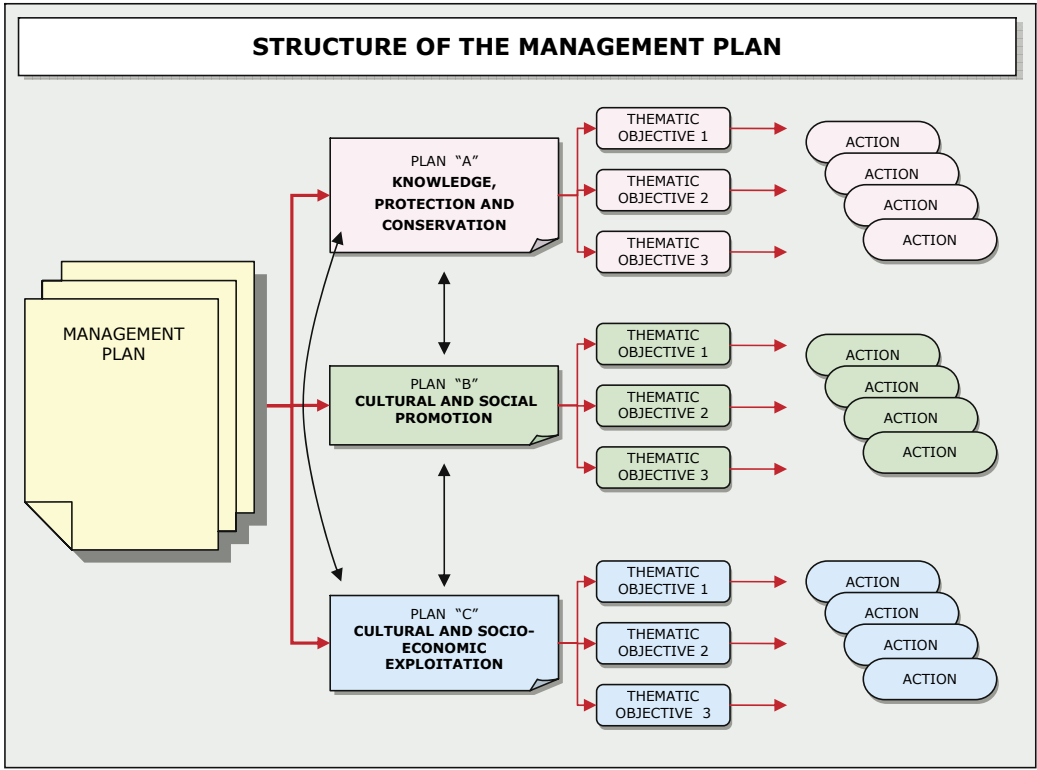 STRUCTURE OF THE MANAGEMENT PLAN
MANAGEMENT
PLAN
PLAN “A”
KNOWLEDGE,
PROTECTION AND
CONSERVATION
THEMATIC
OBJECTIVE 1
THEMATIC
OBJECTIVE 2
THEMATIC
OBJECTIVE 3
ACTION
ACTION
ACTION
ACTION
PLAN “B”
CULTURAL AND SOCIAL
PROMOTION
THEMATIC
OBJECTIVE 1
THEMATIC
OBJECTIVE 2
THEMATIC
OBJECTIVE 3
ACTION
ACTION
ACTION
ACTION
PLAN “C”
CULTURAL AND SOCIO-
ECONOMIC
EXPLOITATION
THEMATIC
OBJECTIVE 1
THEMATIC
OBJECTIVE 2
THEMATIC
OBJECTIVE 3
ACTION
ACTION
ACTION
ACTION